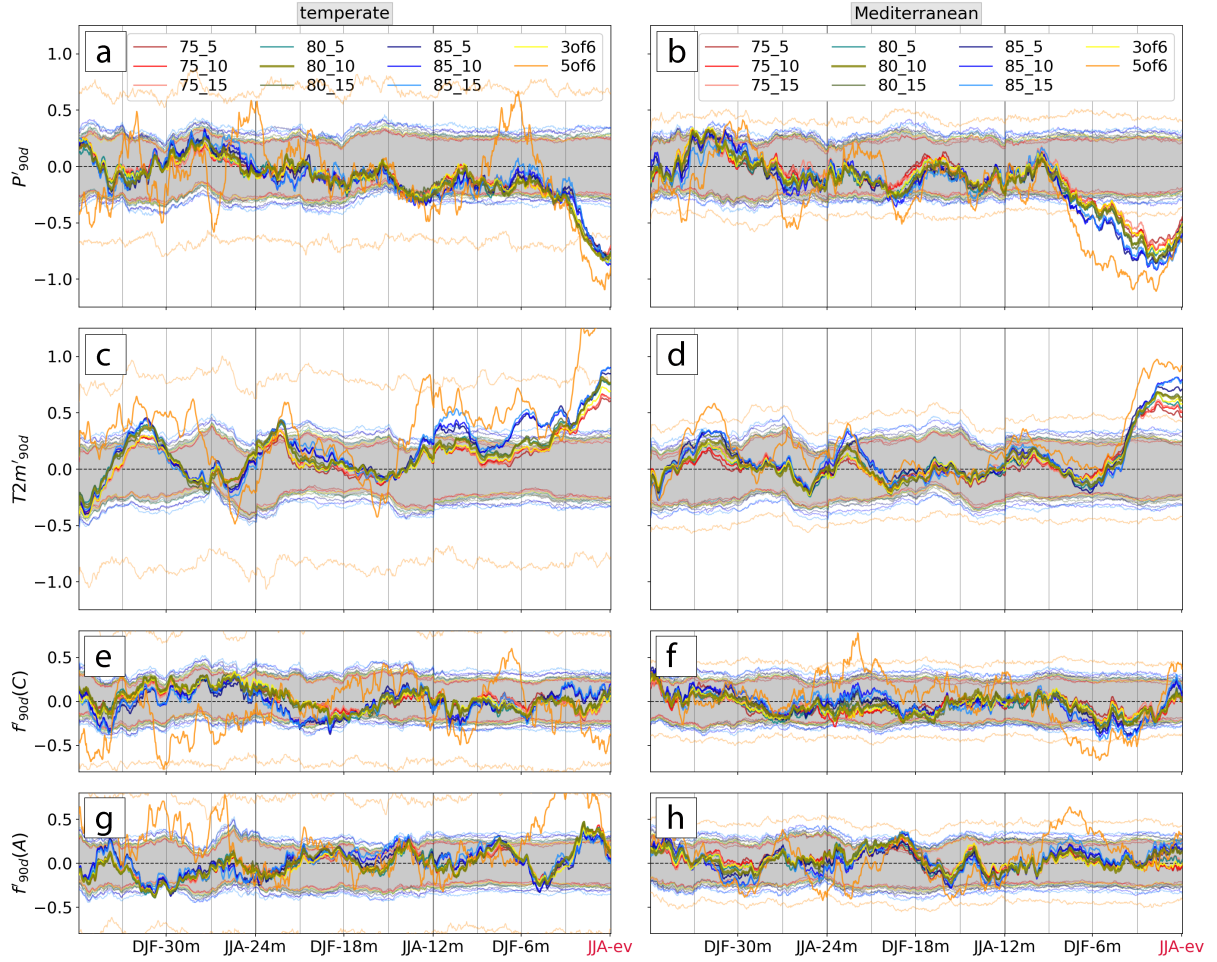 temperate Mediterranean
a 75_5 80_5 85_5 3of6
75_10 80_10 85_10 5of6
75_15 80_15 85_15
b 75_5 80_5 85_5 3of6
75_10 80_10 85_10 5of6
75_15 80_15 85_15
P'90d
1.0
0.5
0.0
−0.5
−1.0
c d
T2m'90d
1.0
0.5
0.0
−0.5
−1.0
e f
f'90d(C)
0.5
0.0
−0.5
g h
f'90d(A)
0.5
0.0
−0.5
DJF-30m JJA-24m DJF-18m JJA-12m DJF-6m JJA-ev
DJF-30m JJA-24m DJF-18m JJA-12m DJF-6m JJA-ev